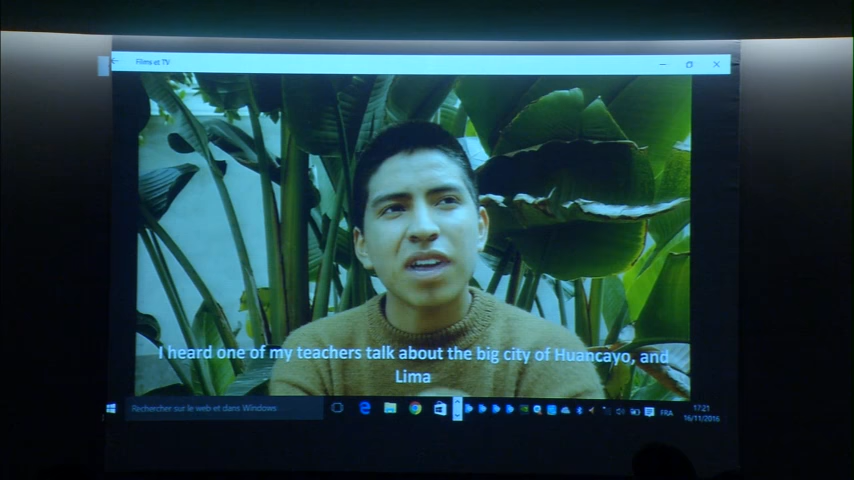 Films et TV
I heard one of my teachers talk about the big city of Huancayo, and
Lima
Rechercher sur le web et dans Windows
FRA
17:21
16/11/2016